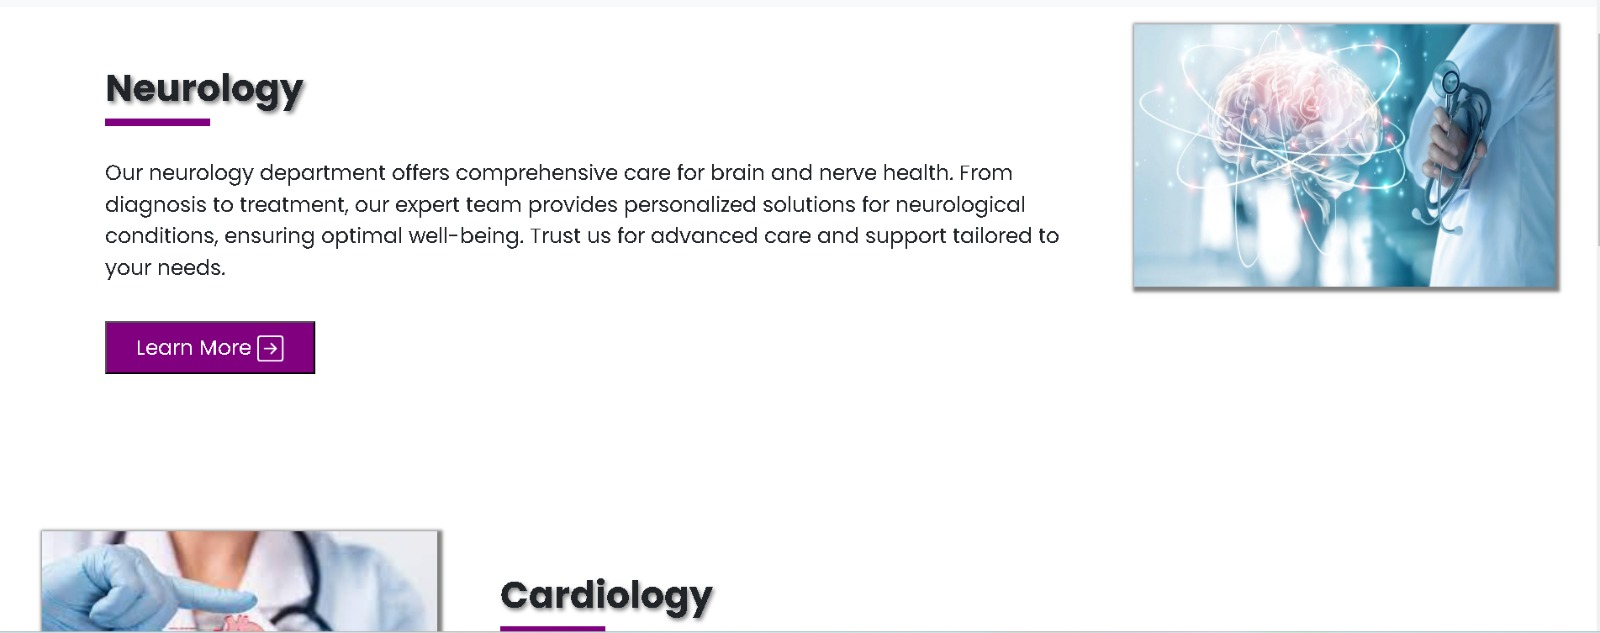 Neurology
Our neurology department offers comprehensive care for brain and nerve health. From
diagnosis to treatment, our expert team provides personalized solutions for neurological
conditions, ensuring optimal well-being. Trust us for advanced care and support tailored to
your needs.
Learn More
Cardiology